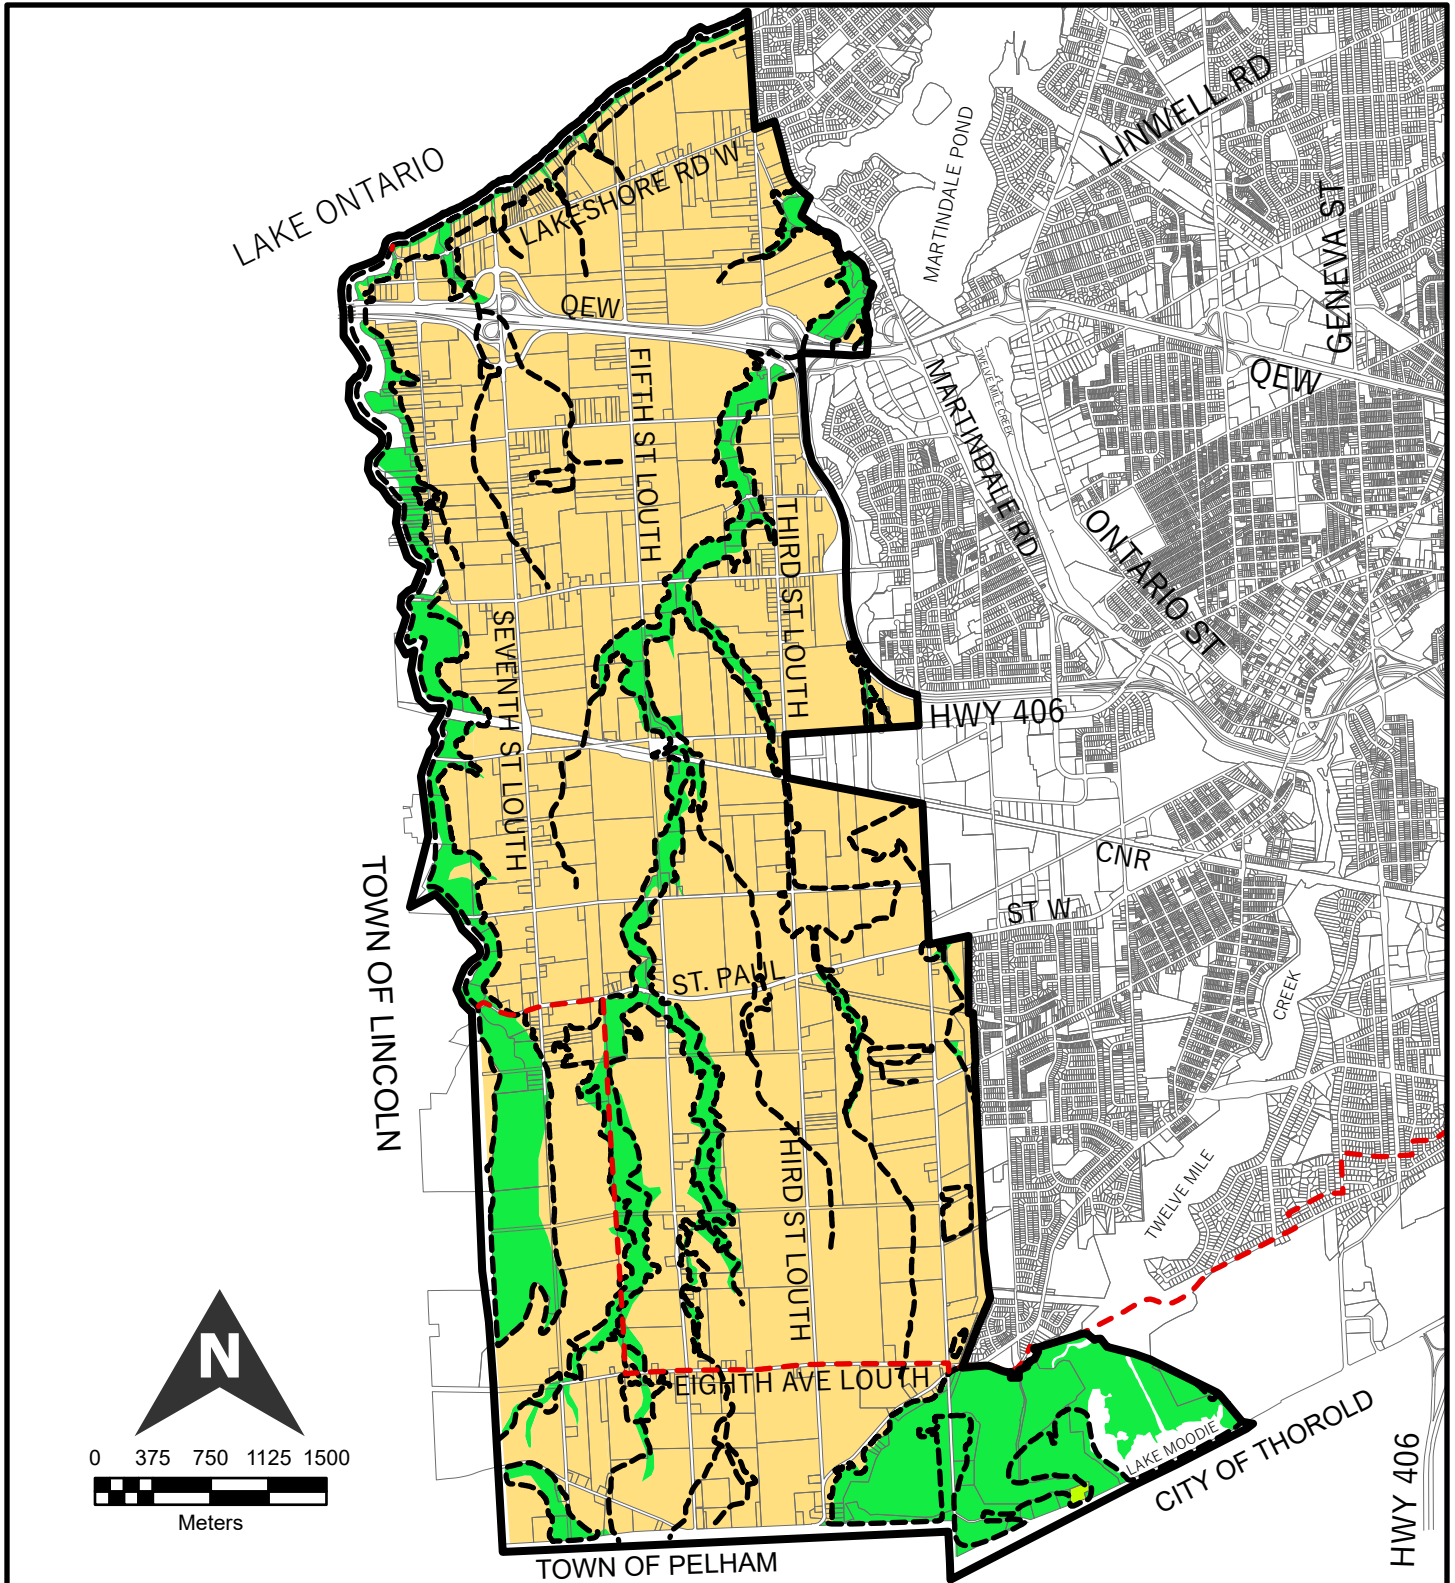 LAKE ONTARIO
LAKESHORE RD W
MARTINDALE POND
LINWELL RD
GENEVA ST
QEW
QEW
FIFTH ST LOUTH
TWELVE MILE CREEK
MARTINDALE RD
ONTARIO ST
THIRD ST LOUTH
SEVENTH ST LOUTH
HWY 406
CNR
ST. PAUL
ST W
CREEK
TOWN OF LINCOLN
TWELVE MILE
THIRD ST LOUTH
EIGHTH AVE LOUTH
LAKE MOODIE
CITY OF THOROLD
HWY 406
TOWN OF PELHAM
N
0 375 750 1125 1500
Meters